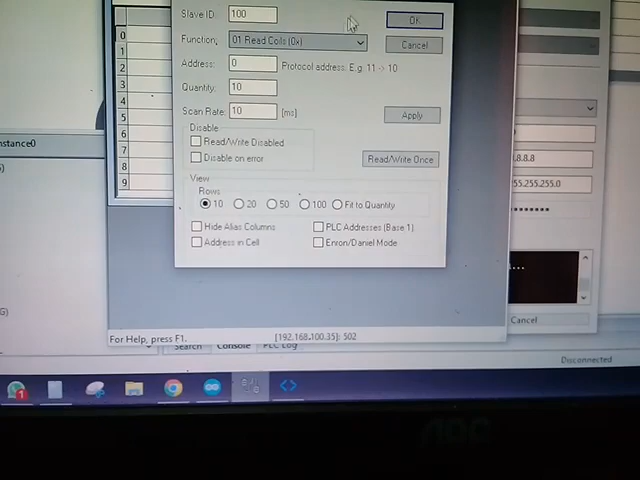 Slave ID: 100
OK
Function: 01 Read Coils (0x)
Cancel
Address: 0 Protocol address. E.g. 11 -> 10
Quantity: 10
Scan Rate: 10 [ms]
Apply
Disable
Read/Write Disabled
Disable on error
Read/Write Once
View
Rows
10 20 50 100 Fit to Quantity
Hide Alias Columns
PLC Addresses (Base 1)
Address in Cell
Enron/Daniel Mode
0
1
2
3
4
5
6
7
8
9
nstance0
.8.8.8
55.255.255.0
Cancel
For Help, press F1.
[192.168.100.35]: 502
Search Console PLC Log
Disconnected
1
AOC